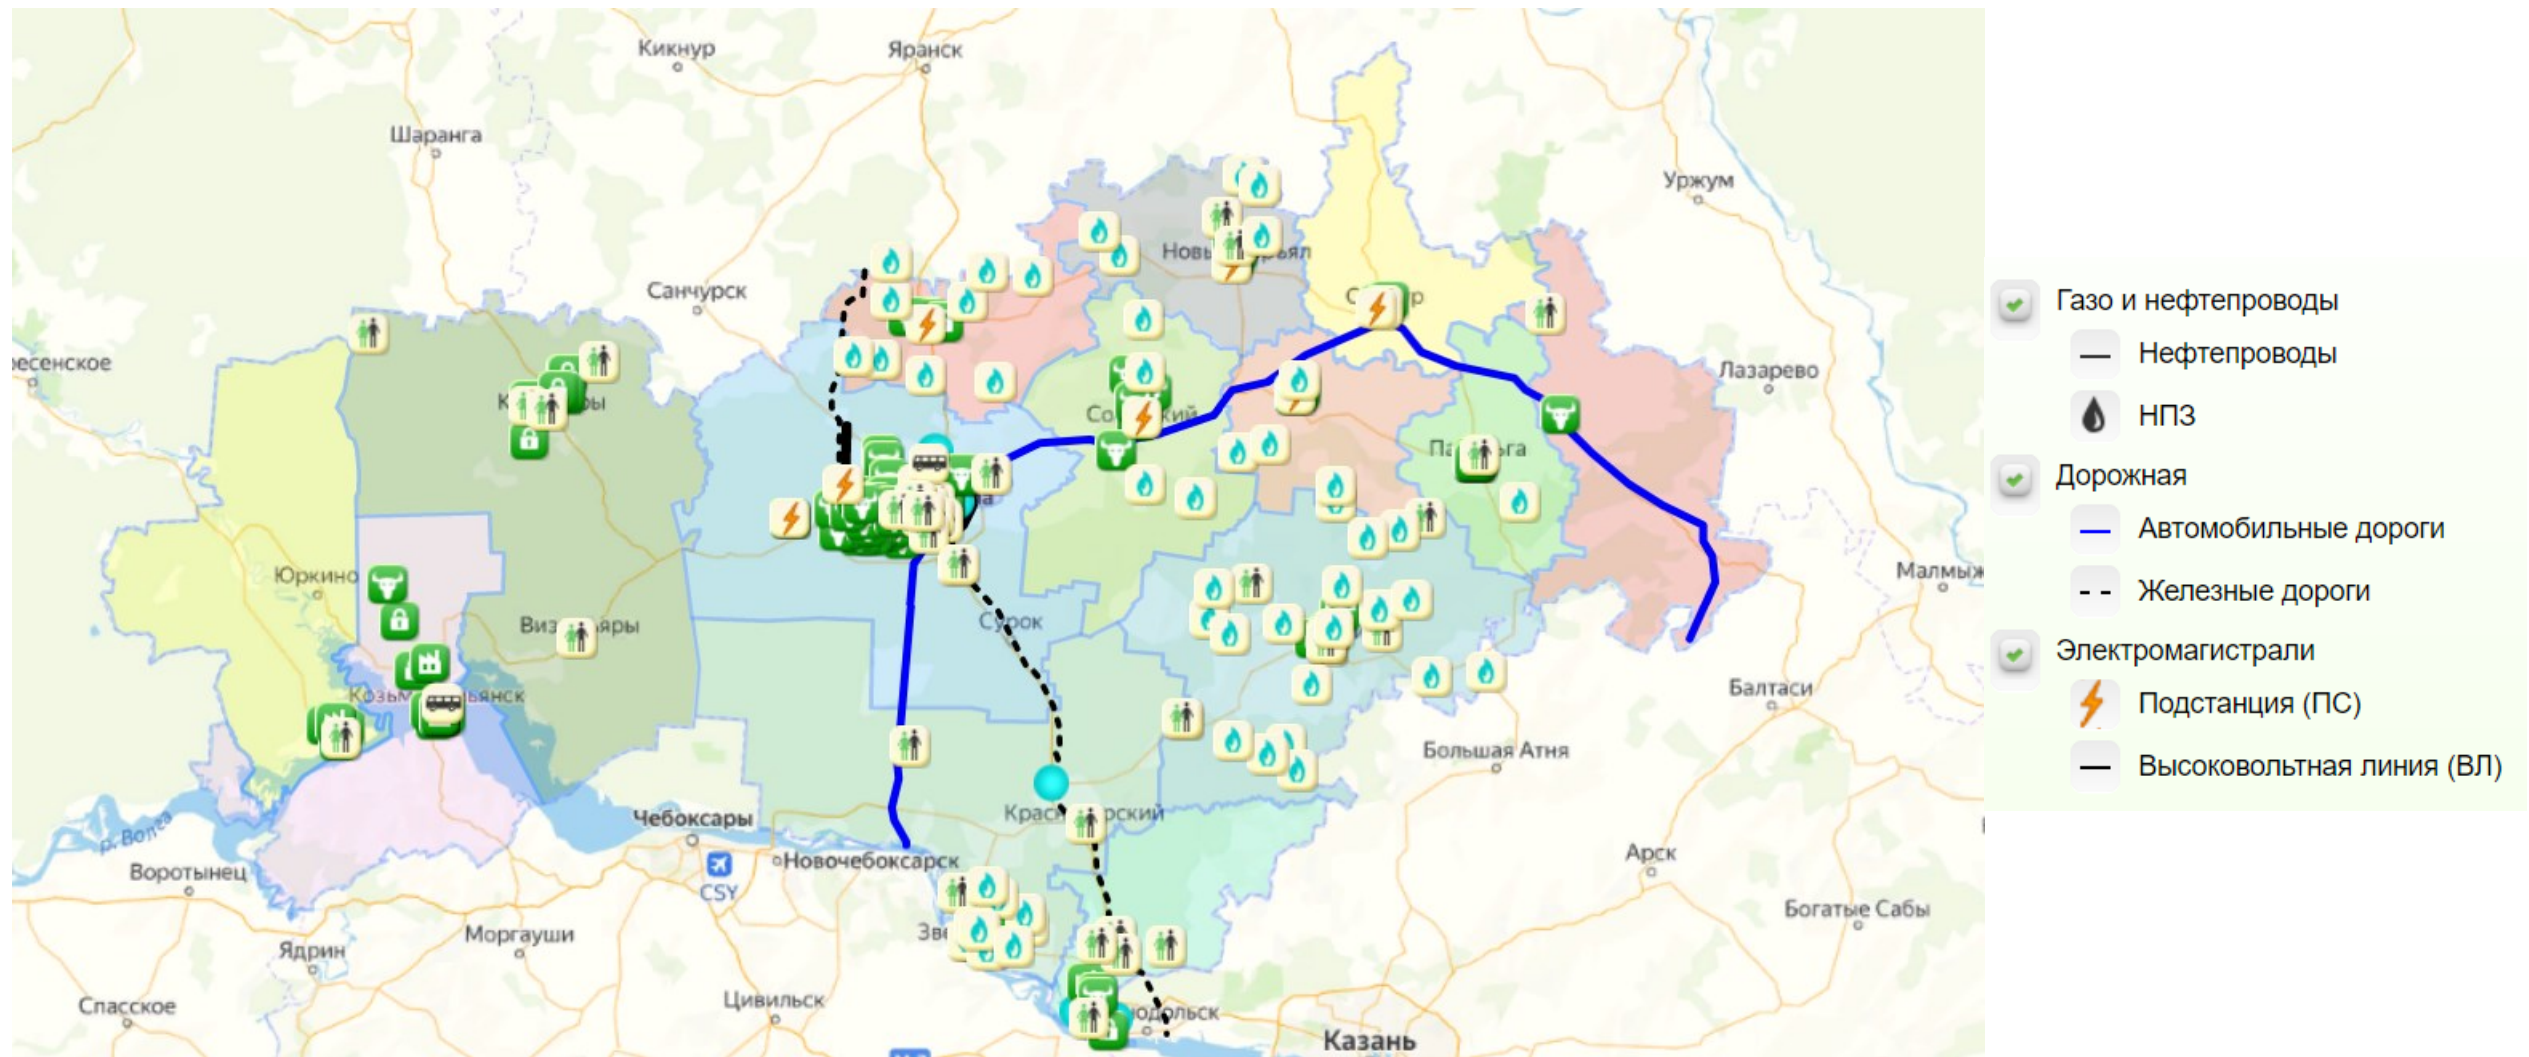 Кикнур
Яранск
Шаранга
Уржум
Санчурск
Лазарево
Юркино
Малмыж
Сурок
Балтаси
Большая Атня
р. Волга
Чебоксары
Новочебоксарск
CSY
Воротынец
Арск
Моргауши
Ядрин
Богатые Сабы
Спасское
Цивильск
Казань
Газо и нефтепроводы
Нефтепроводы
НПЗ
Дорожная
Автомобильные дороги
Железные дороги
Электромагистрали
Подстанция (ПС)
Высоковольтная линия (ВЛ)